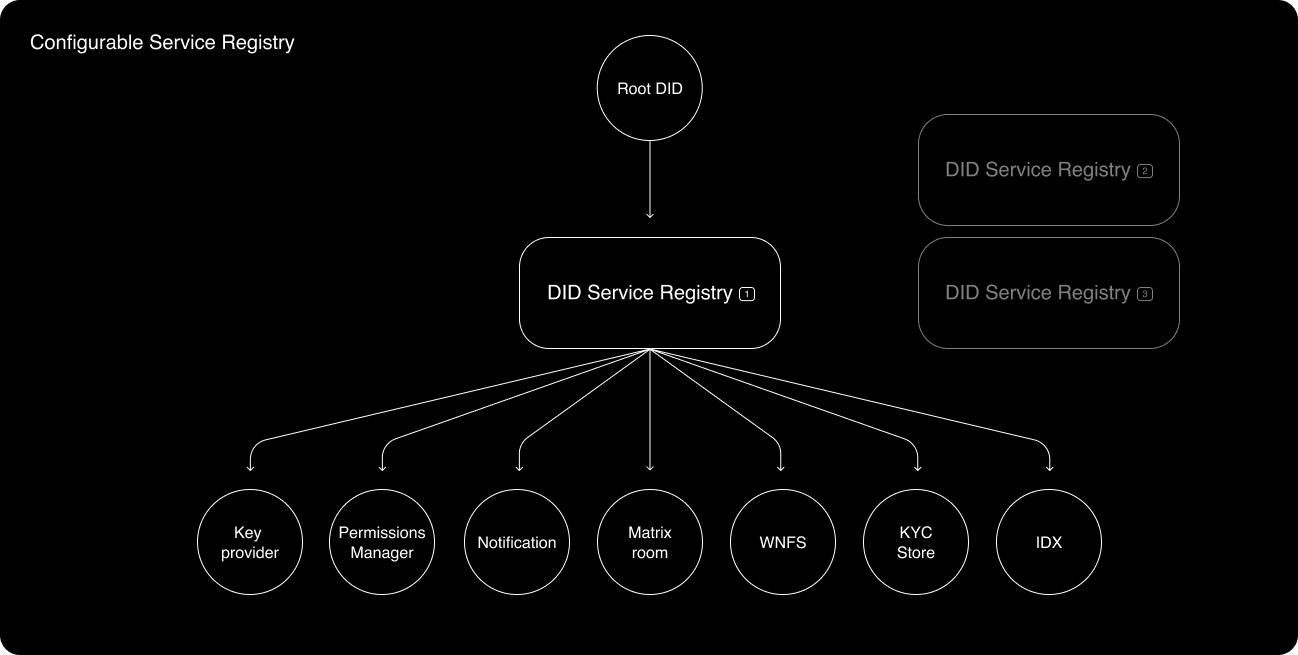 Configurable Service Registry
Root DID
DID Service Registry 2
DID Service Registry 1
DID Service Registry 3
Key
provider
Permissions
Manager
Notification
Matrix
room
WNFS
KYC
Store
IDX